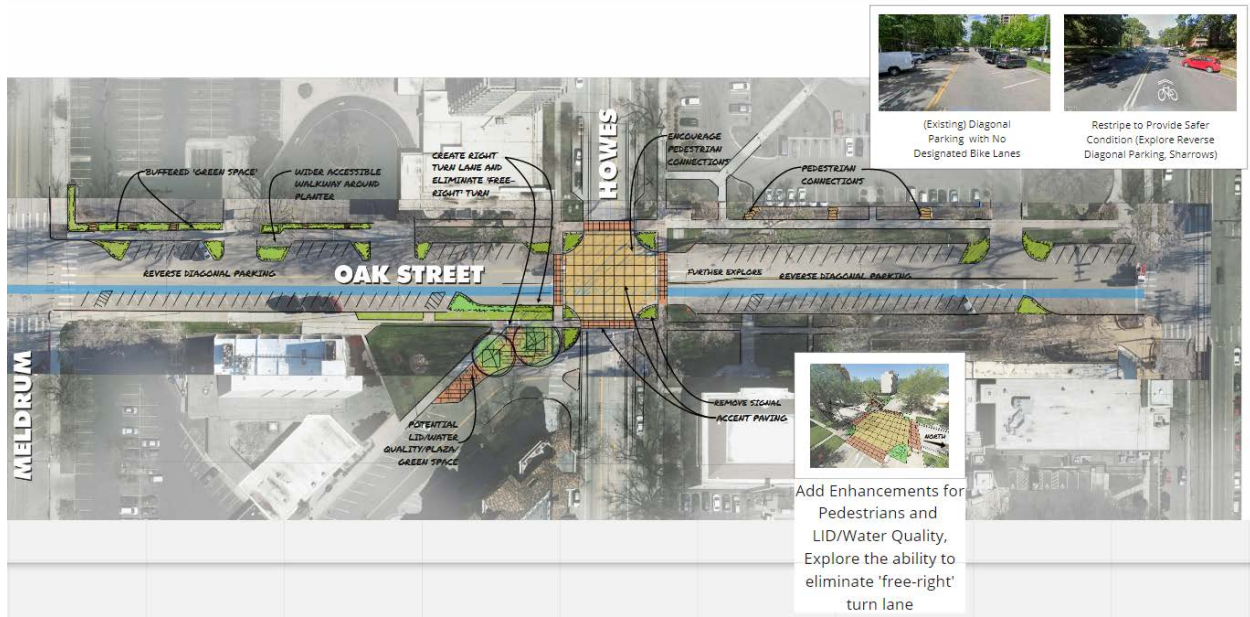 (Existing) Diagonal
Parking with No
Designated Bike Lanes
Restripe to Provide Safer
Condition (Explore Reverse
Diagonal Parking, Sharrows)
HOWES
ENCOURAGE
PEDESTRIAN
CONNECTIONS
CREATE RIGHT
TURN LANE AND
ELIMINATE 'FREE-
RIGHT' TURN
BUFFERED 'GREEN SPACE'
WIDER ACCESSIBLE
WALKWAY AROUND
PLANTER
PEDESTRIAN
CONNECTIONS
REVERSE DIAGONAL PARKING
OAK STREET
FURTHER EXPLORE
REVERSE DIAGONAL PARKING
MELDRUM
REMOVE SIGNAL
ACCENT PAVING
POTENTIAL
LID/WATER
QUALITY/PLAZA/
GREEN SPACE
NORTH
Add Enhancements for
Pedestrians and
LID/Water Quality,
Explore the ability to
eliminate 'free-right'
turn lane